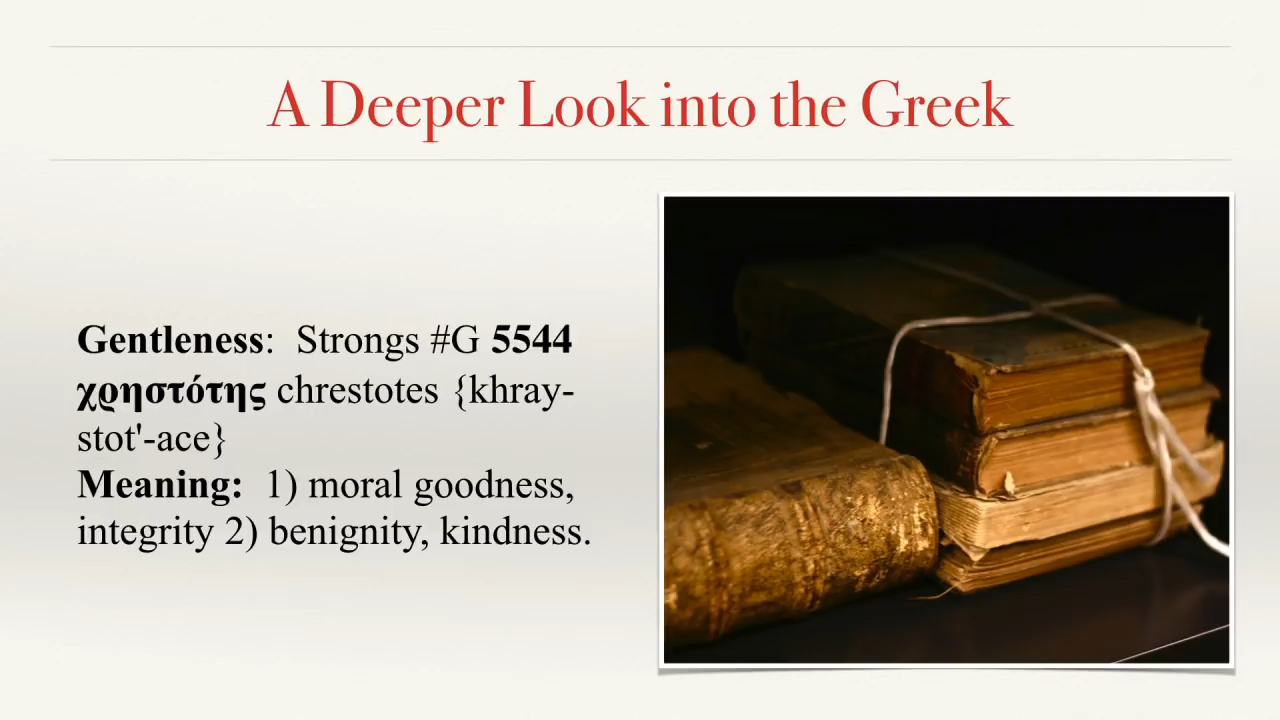 A Deeper Look into the Greek
Gentleness:  Strongs #G 5544
χρηστότης chrestotes {khray-
stot'-ace}
Meaning:  1) moral goodness,
integrity 2) benignity, kindness.